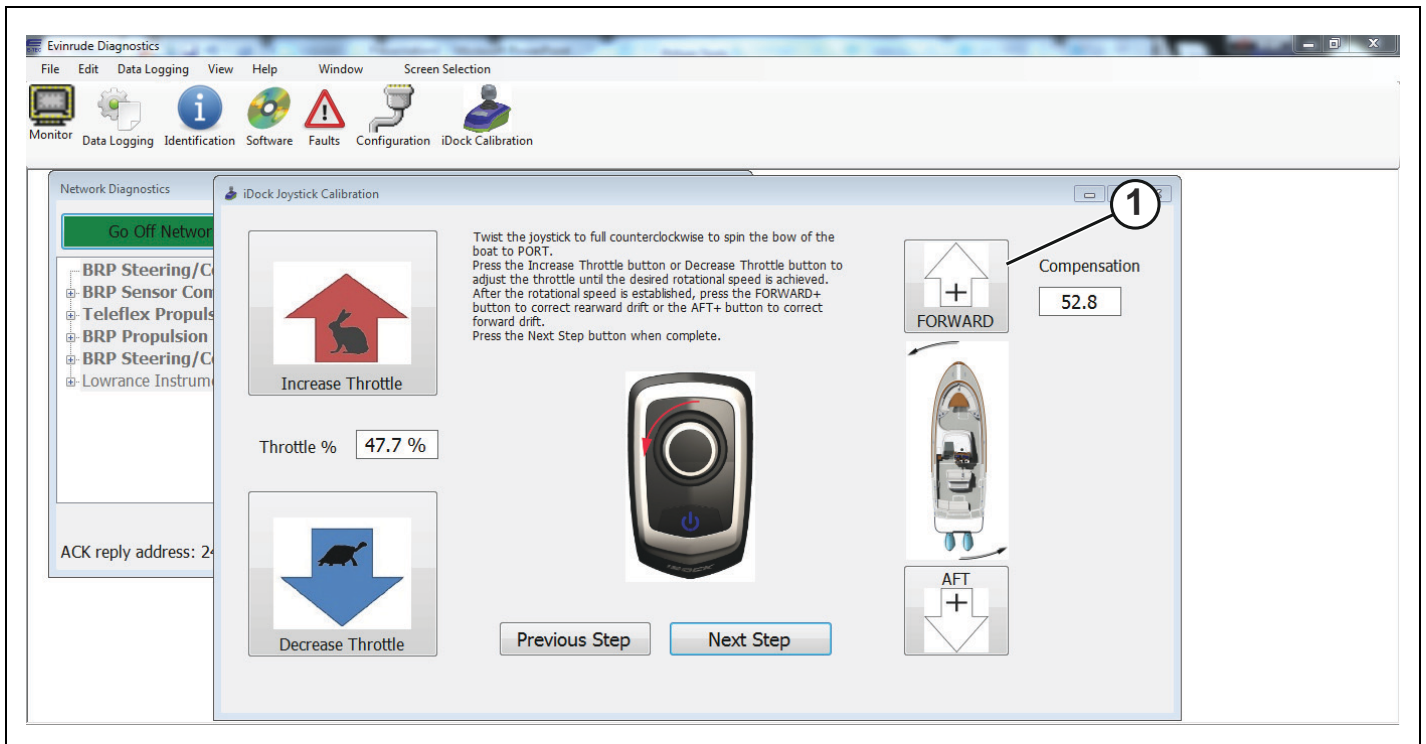 Evinrude Diagnostics
File Edit Data Logging View Help Window Screen Selection
Monitor Data Logging Identification Software Faults Configuration iDock Calibration
Network Diagnostics
Go Off Networ
BRP Steering/C
BRP Sensor Con
Teleflex Propuls
BRP Propulsion
BRP Steering/C
Lowrance Instrum
ACK reply address: 24
iDock Joystick Calibration
1
Increase Throttle
Throttle % 47.7 %
Decrease Throttle
Twist the joystick to full counterclockwise to spin the bow of the
boat to PORT.
Press the Increase Throttle button or Decrease Throttle button to
adjust the throttle until the desired rotational speed is achieved.
After the rotational speed is established, press the FORWARD+
button to correct rearward drift or the AFT+ button to correct
forward drift.
Press the Next Step button when complete.
Previous Step Next Step
+
FORWARD
Compensation
52.8
AFT
+